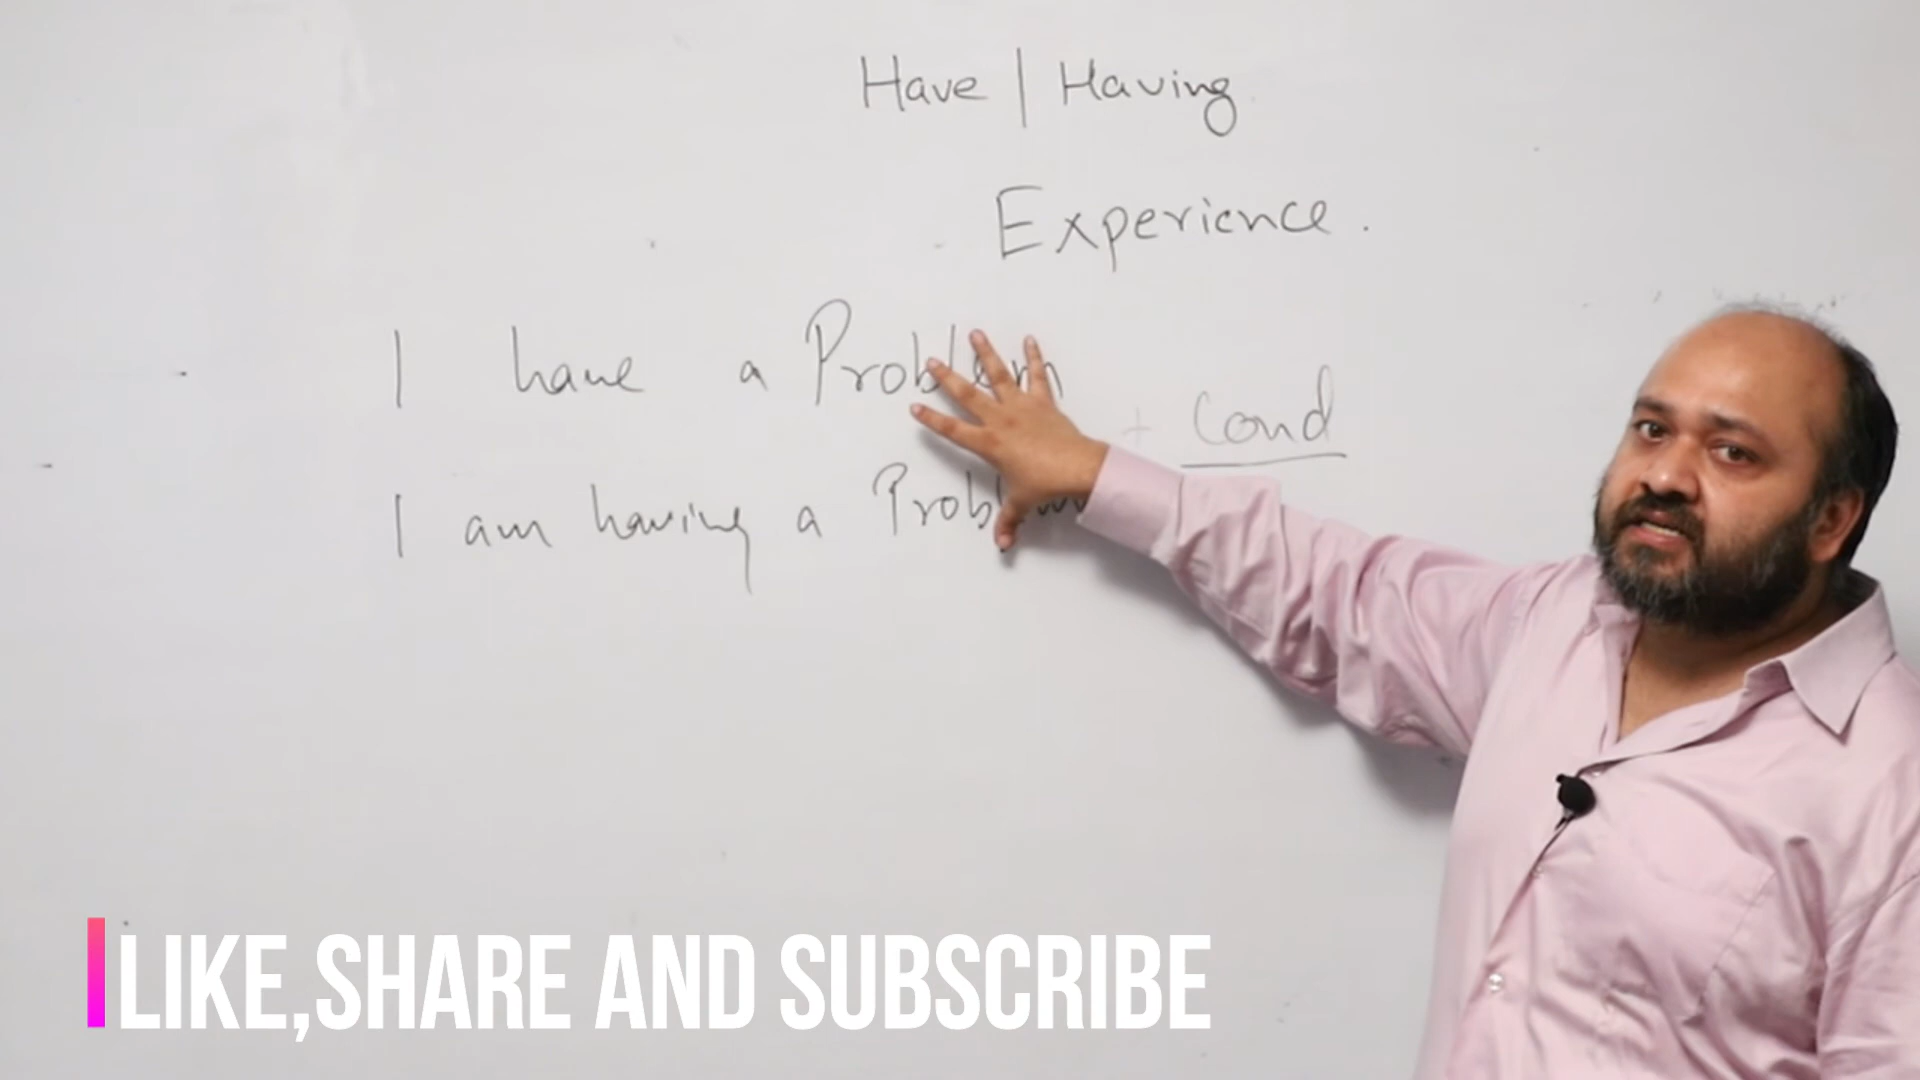 Have | Having
Experience.
I have a Problem
+ Cond
I am having a Problem
LIKE,SHARE AND SUBSCRIBE